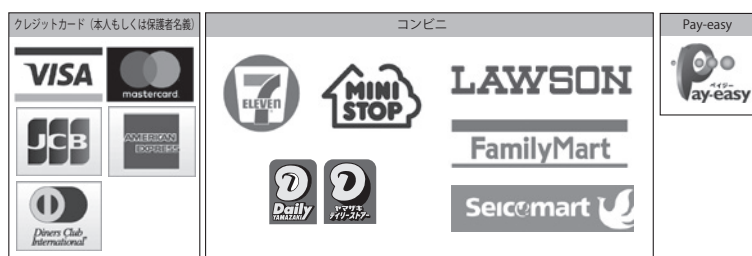 クレジットカード（本人もしくは保護者名義）
VISA
mastercard
JCB
AMERICAN
EXPRESS
Diners Club
International
コンビニ
7
ELEVEN
MINI
STOP
LAWSON
FamilyMart
Daily
YAMAZAKI
ヤマザキ
デイリーストアー
Seicomart
Pay-easy
ペイジー
Pay-easy